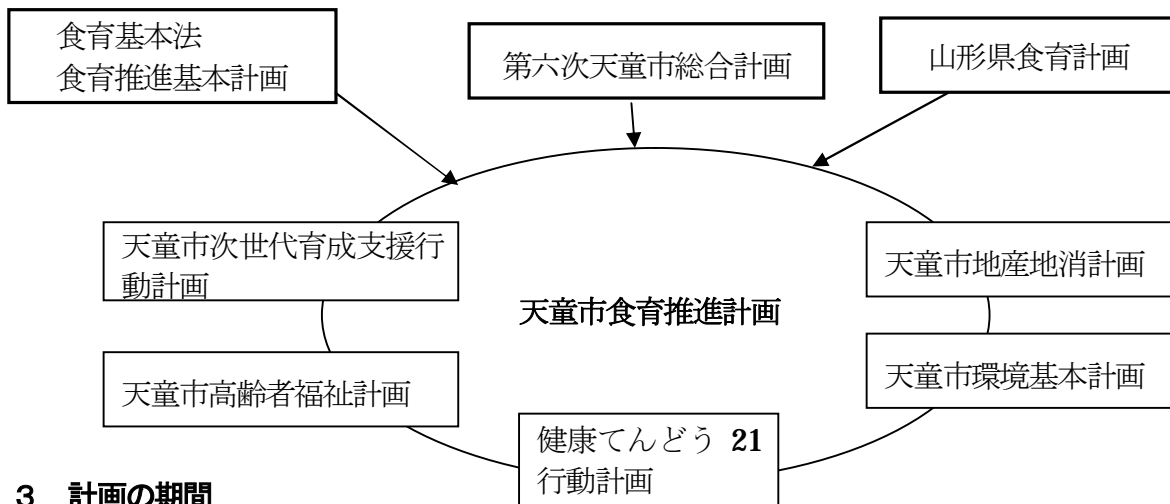 食育基本法
食育推進基本計画
第六次天童市総合計画
山形県食育計画
天童市次世代育成支援行
動計画
天童市地産地消計画
天童市食育推進計画
天童市高齢者福祉計画
天童市環境基本計画
健康てんどう 21
行動計画
3 計画の期間